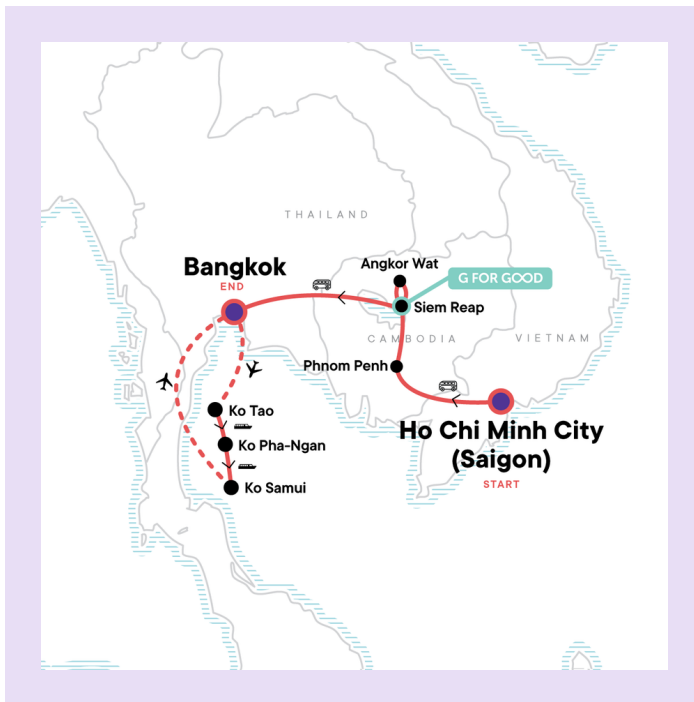 THAILAND
Angkor Wat
Bangkok
END
G FOR GOOD
Siem Reap
CAMBODIA
VIETNAM
Phnom Penh
Ko Tao
Ho Chi Minh City
(Saigon)
START
Ko Pha-Ngan
Ko Samui